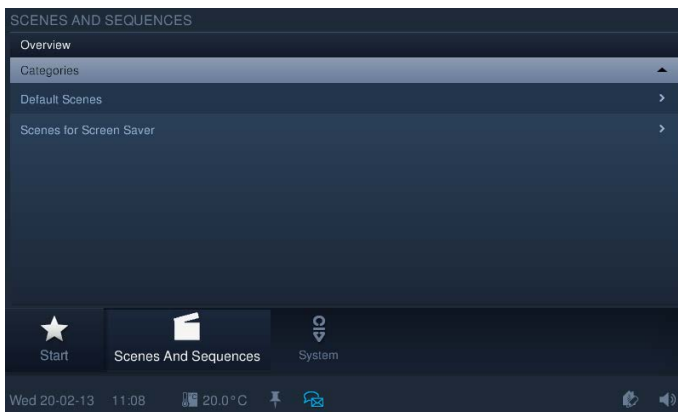 SCENES AND SEQUENCES
Overview
Categories
Default Scenes
Scenes for Screen Saver
Start Scenes And Sequences System
Wed 20-02-13 11:08 20.0°C